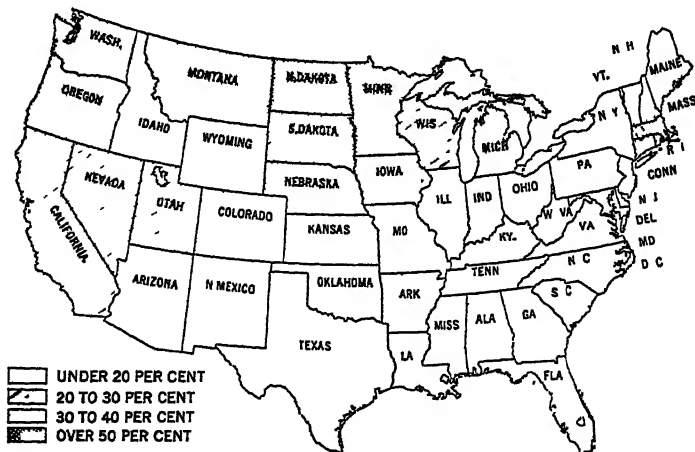 N H
WASH.
MONTANA
N.DAKOTA
MINN
VT.
MAINE
OREGON
IDAHO
S.DAKOTA
WIS
MICH
N Y
MASS
R I
WYOMING
CONN
NEVADA
UTAH
NEBRASKA
IOWA
PA
N J
CALIFORNIA
COLORADO
KANSAS
MO
ILL
IND
OHIO
W VA
VA
DEL
KY.
MD
ARIZONA
N MEXICO
OKLAHOMA
ARK
TENN
N C
D C
S C
TEXAS
LA
MISS
ALA
GA
FLA
UNDER 20 PER CENT
20 TO 30 PER CENT
30 TO 40 PER CENT
OVER 50 PER CENT